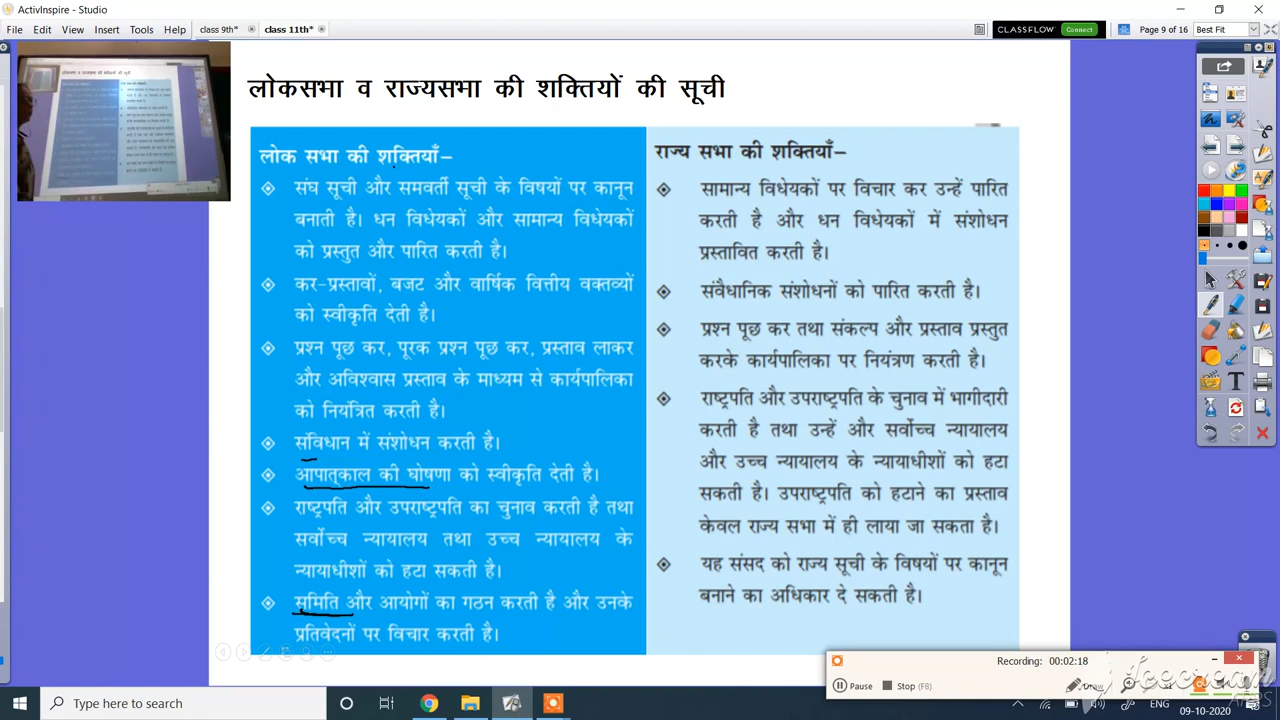 ActivInspire - Studio
File Edit View Insert Tools Help
class 9th*
class 11th*
CLASSFLOW Connect
Page 9 of 16
Best Fit
लोकसभा व राज्यसभा की शक्तियों की सूची
लोक सभा की शक्तियाँ–
संघ सूची और समवर्ती सूची के विषयों पर कानून
बनाती है। धन विधेयकों और सामान्य विधेयकों
को प्रस्तुत और पारित करती है।
कर-प्रस्तावों, बजट और वार्षिक वित्तीय वक्तव्यों
को स्वीकृति देती है।
प्रश्न पूछ कर, पूरक प्रश्न पूछ कर, प्रस्ताव लाकर
और अविश्वास प्रस्ताव के माध्यम से कार्यपालिका
को नियंत्रित करती है।
संविधान में संशोधन करती है।
आपात्काल की घोषणा को स्वीकृति देती है।
राष्ट्रपति और उपराष्ट्रपति का चुनाव करती है तथा
सर्वोच्च न्यायालय तथा उच्च न्यायालय के
न्यायाधीशों को हटा सकती है।
समिति और आयोगों का गठन करती है और उनके
प्रतिवेदनों पर विचार करती है।
राज्य सभा की शक्तियाँ–
सामान्य विधेयकों पर विचार कर उन्हें पारित
करती है और धन विधेयकों में संशोधन
प्रस्तावित करती है।
संवैधानिक संशोधनों को पारित करती है।
प्रश्न पूछ कर तथा संकल्प और प्रस्ताव प्रस्तुत
करके कार्यपालिका पर नियंत्रण करती है।
राष्ट्रपति और उपराष्ट्रपति के चुनाव में भागीदारी
करती है तथा उन्हें और सर्वोच्च न्यायालय
और उच्च न्यायालय के न्यायाधीशों को हटा
सकती है। उपराष्ट्रपति को हटाने का प्रस्ताव
केवल राज्य सभा में ही लाया जा सकता है।
यह संसद को राज्य सूची के विषयों पर कानून
बनाने का अधिकार दे सकती है।
Recording: 00:02:18
Pause
Stop (F8)
Draw
Type here to search
ENG
09-10-2020